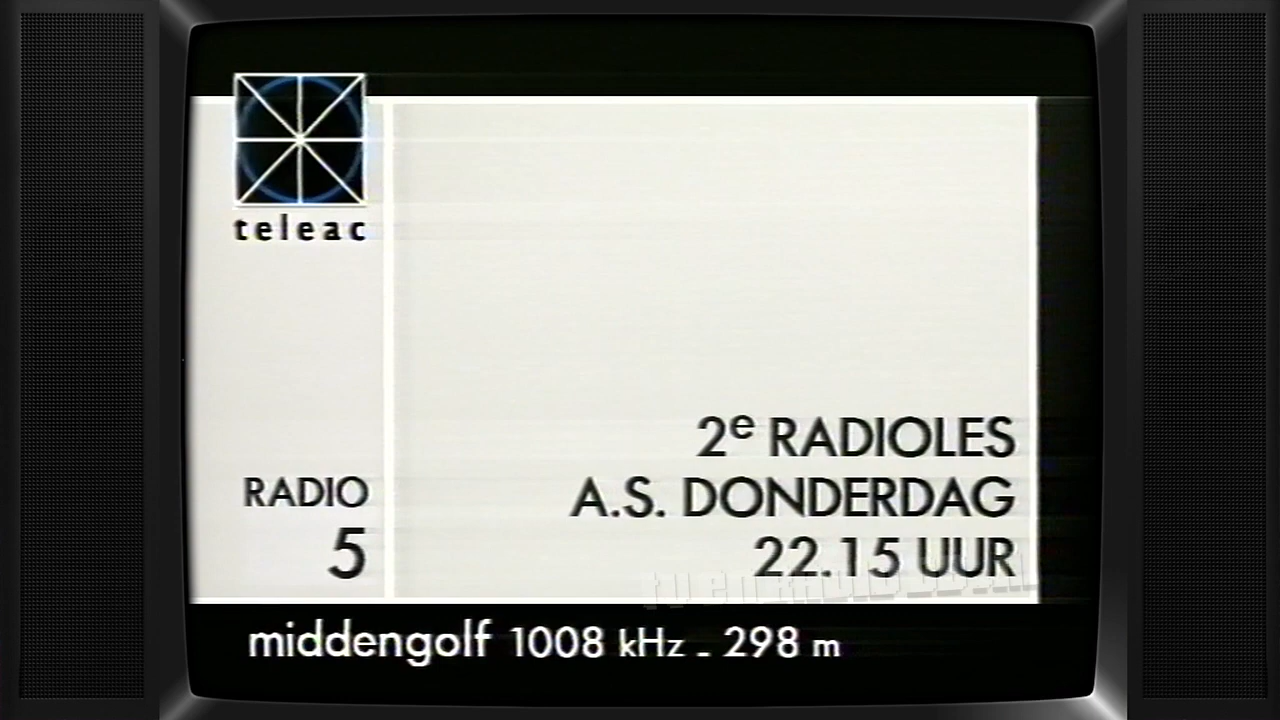 teleac
2e RADIOLES
A.S. DONDERDAG
22.15 UUR
RADIO
5
middengolf 1008 kHz - 298 m